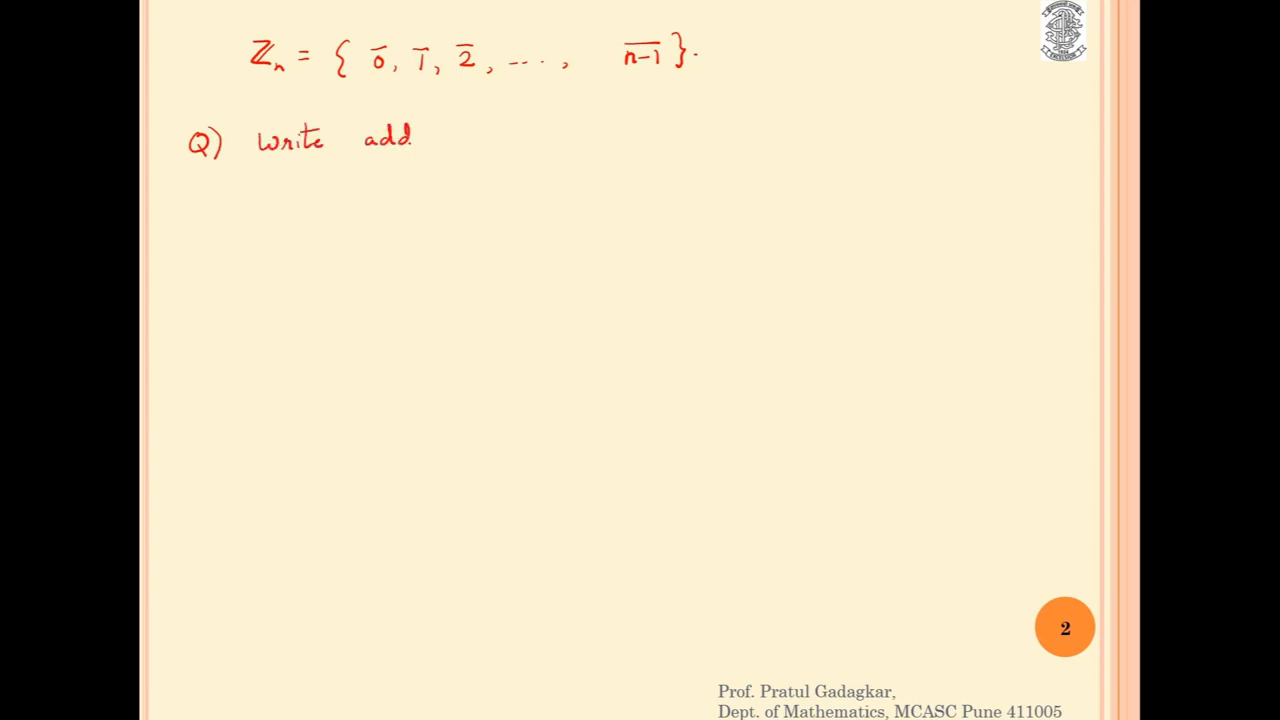 ℤₙ = { 0̅, 1̅, 2̅, ...., n̅-̅1̅ }.
Q) write add
2
Prof. Pratul Gadagkar,
Dept. of Mathematics, MCASC Pune 411005